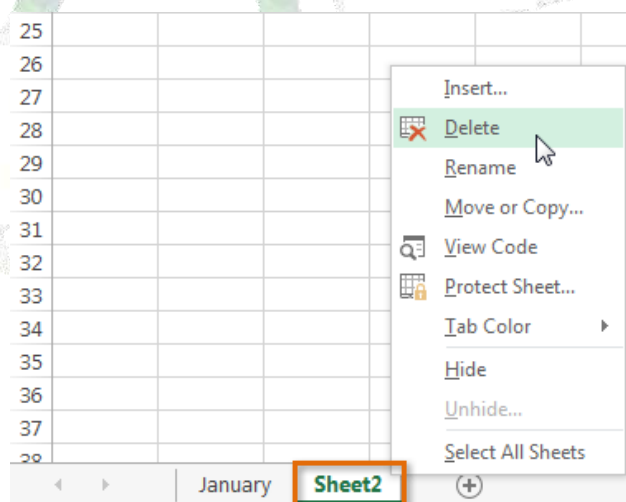 25
26
27
28
29
30
31
32
33
34
35
36
37
38
Insert...
Delete
Rename
Move or Copy...
View Code
Protect Sheet...
Tab Color
Hide
Unhide...
Select All Sheets
January Sheet2